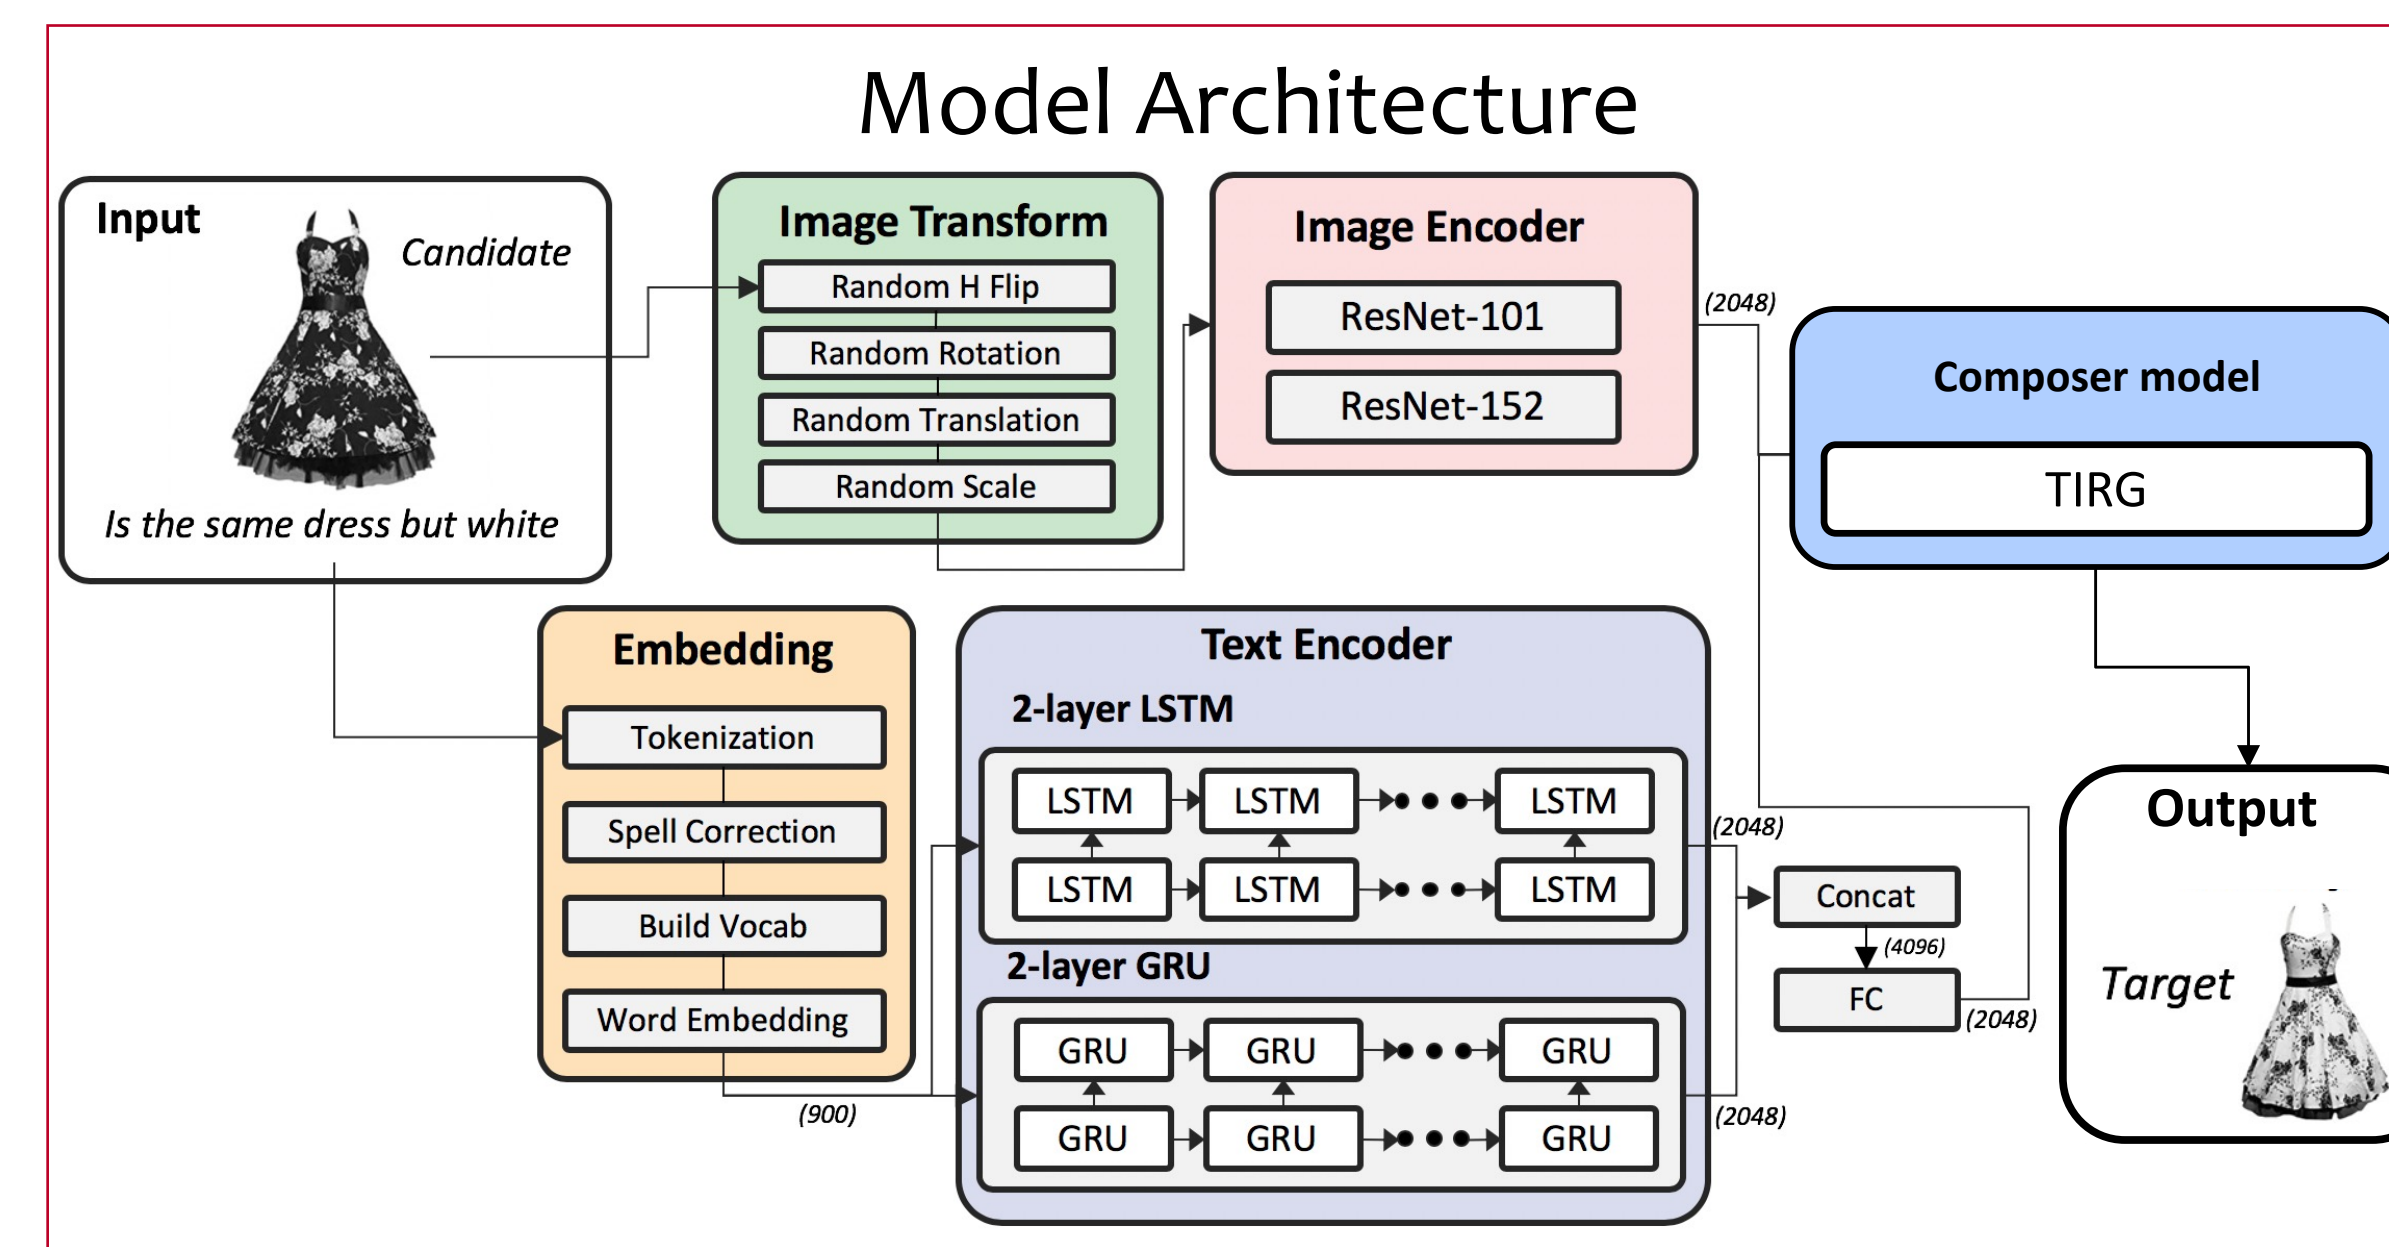 Model Architecture
Input
Candidate
Is the same dress but white
Image Transform
Random H Flip
Random Rotation
Random Translation
Random Scale
Image Encoder
ResNet-101
ResNet-152
(2048)
Composer model
TIRG
Embedding
Tokenization
Spell Correction
Build Vocab
Word Embedding
(900)
Text Encoder
2-layer LSTM
LSTM LSTM LSTM
LSTM LSTM LSTM
(2048)
2-layer GRU
GRU GRU GRU
GRU GRU GRU
(2048)
Concat
(4096)
FC
(2048)
Output
Target